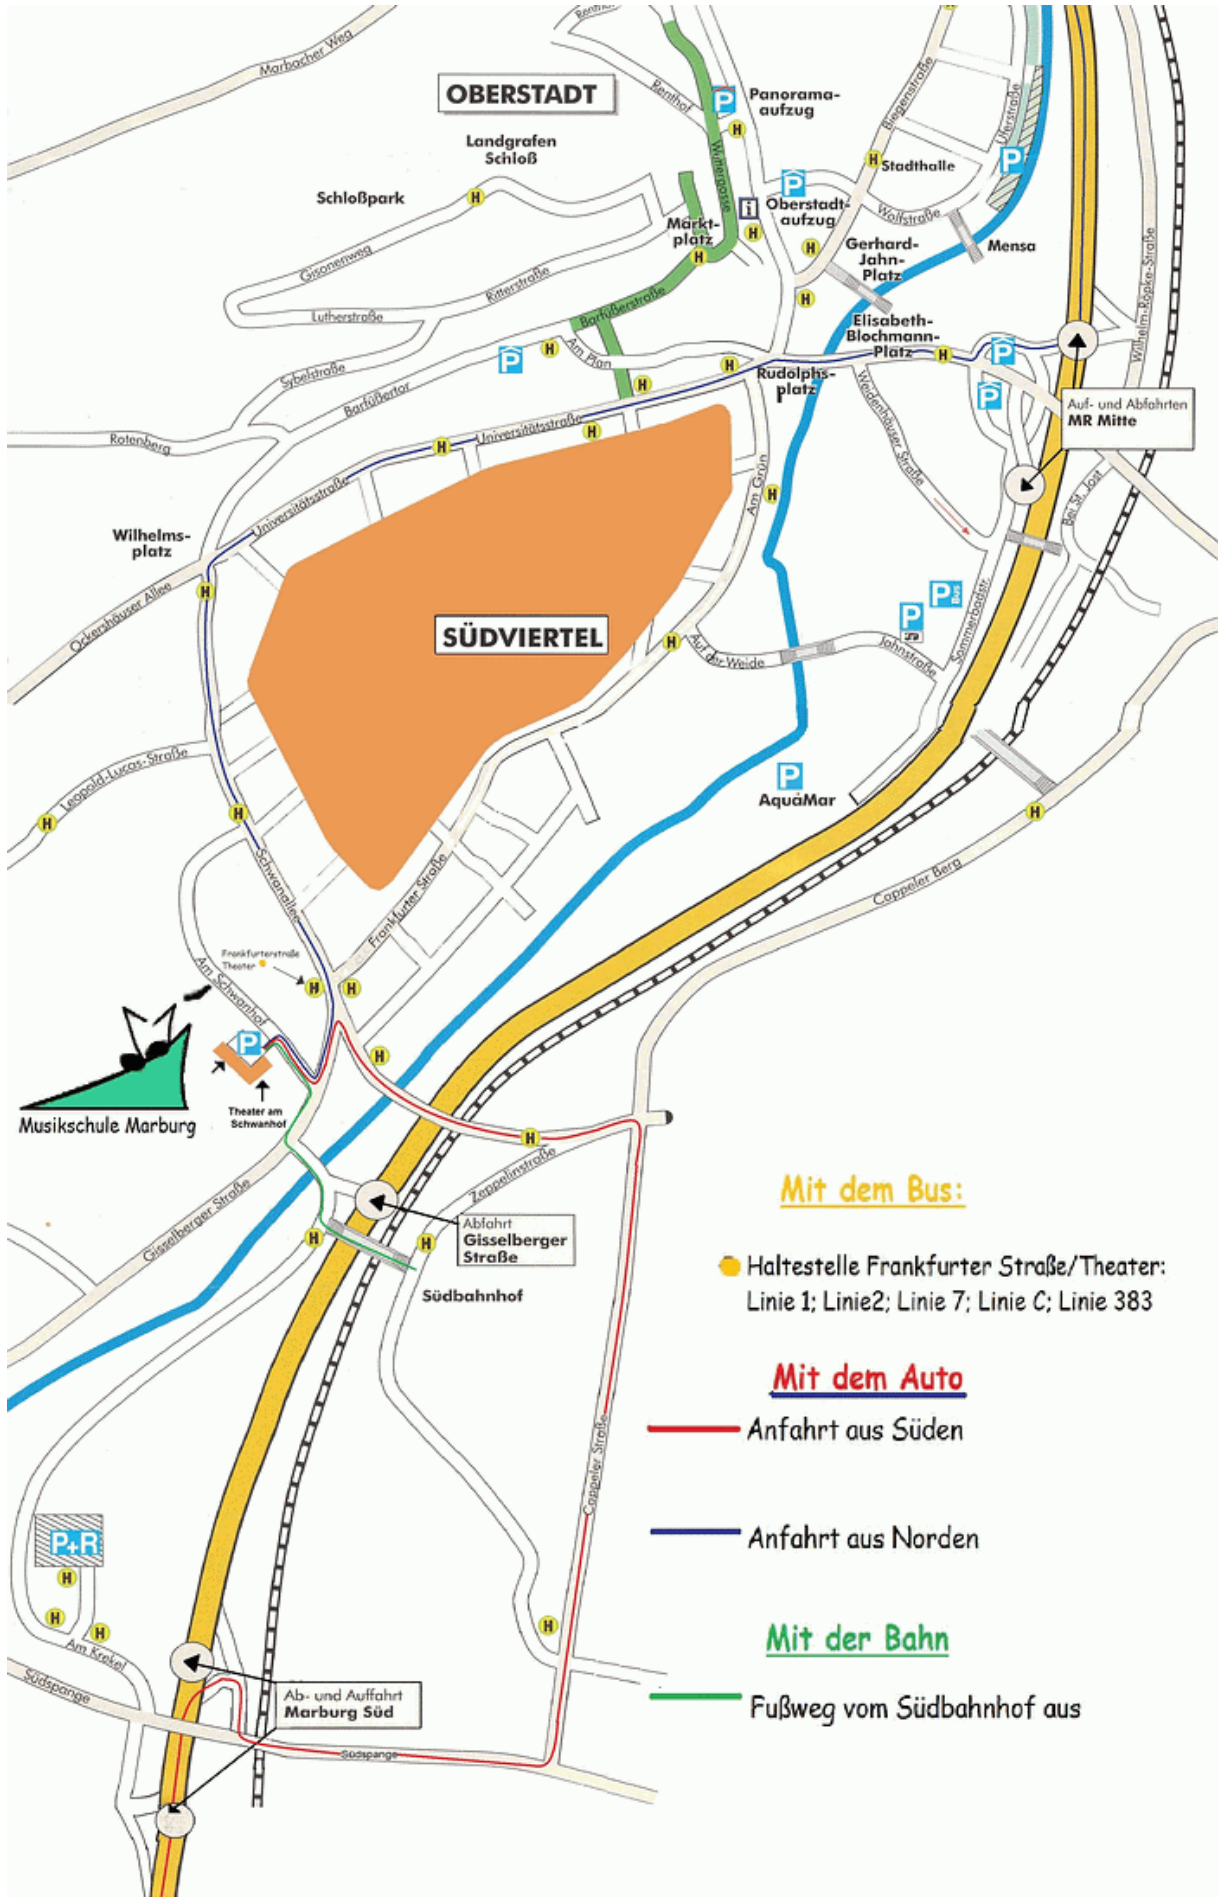 Marbacher Weg
Renthof
OBERSTADT
P
Panorama-
aufzug
Biegenstraße
Uferstraße
Landgrafen
Schloß
H
Stadthalle
P
Schloßpark
H
P
Oberstadt-
aufzug
i
Wolfstraße
Markt-
platz
H
H
H
Gerhard-
Jahn-
Platz
Mensa
Gisonenweg
Ritterstraße
Lutherstraße
Barfüßerstraße
H
Elisabeth-
Blochmann-
Platz
Wilhelm-Röpke-Straße
Am Plan
P
H
H
H
P
Sybelstraße
Barfüßertor
H
Rudolphs-
platz
P
Auf- und Abfahrten
MR Mitte
Rotenberg
H
Universitätsstraße
H
Weidenhäuser Straße
Am Grün
H
Bei St. Jost
Universitätsstraße
Wilhelms-
platz
H
Ockershäuser Allee
P Bus
P
SÜDVIERTEL
H
Auf der Weide
Jahnstraße
Sommerbadstr.
Leopold-Lucas-Straße
H
H
P
AquaMar
H
Schwanallee
Frankfurter Straße
Cappeler Berg
Frankfurterstraße
Theater
H
H
Am Schwanhof
P
H
Theater am
Schwanhof
Musikschule Marburg
H
Zeppelinstraße
Gisselberger Straße
Abfahrt
Gisselberger
Straße
H
H
Südbahnhof
Mit dem Bus:
Haltestelle Frankfurter Straße/Theater:
Linie 1; Linie2; Linie 7; Linie C; Linie 383
Mit dem Auto
Anfahrt aus Süden
Cappeler Straße
Anfahrt aus Norden
P+R
H
H
H
H
Am Krekel
Mit der Bahn
Südspange
Ab- und Auffahrt
Marburg Süd
Fußweg vom Südbahnhof aus
Südspange